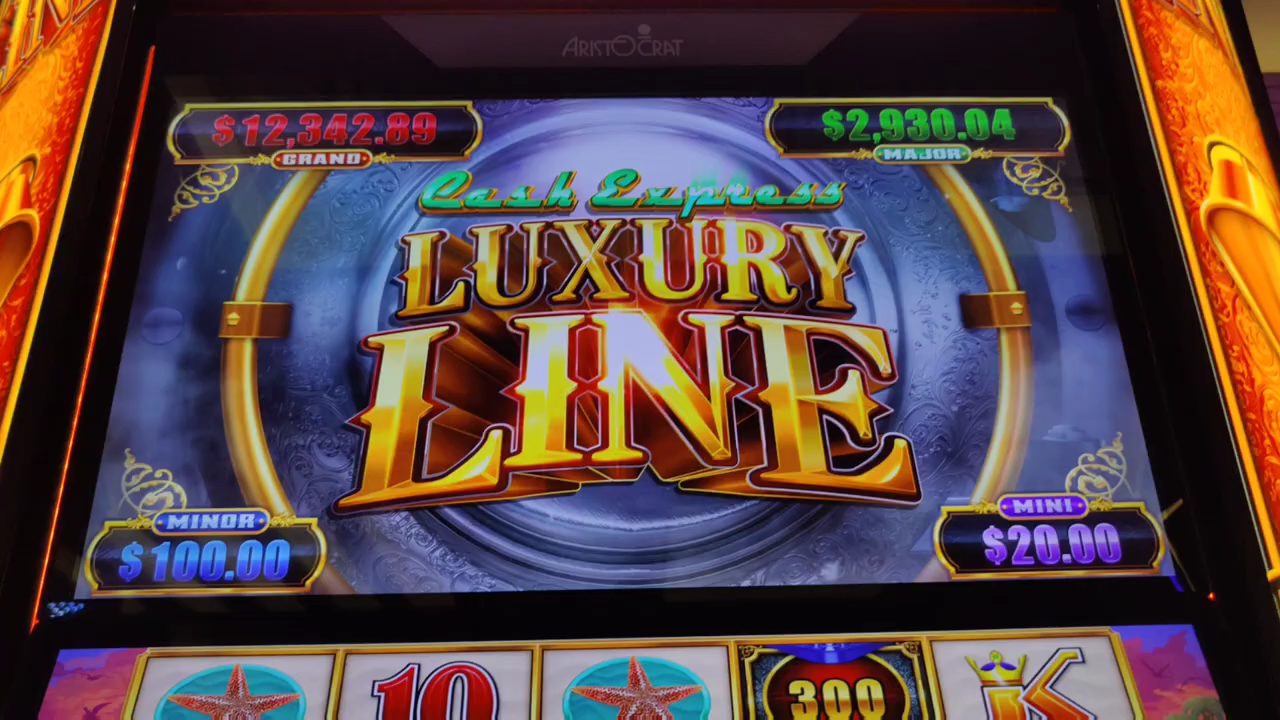 ARISTOCRAT
$12,342.89
GRAND
$2,930.04
MAJOR
Cash Express
LUXURY
LINE
™
MINOR
$100.00
MINI
$20.00
10
300
K